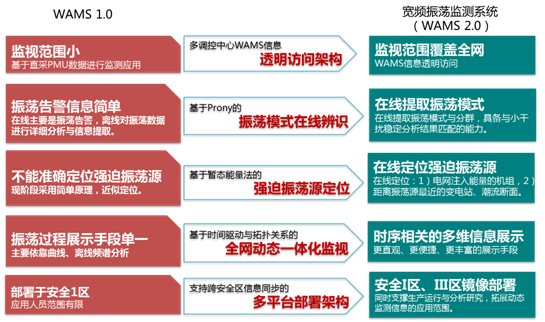 WAMS 1.0
宽频振荡监测系统
（WAMS 2.0）
监视范围小
基于直采PMU数据进行监测应用
多调控中心WAMS信息
透明访问架构
监视范围覆盖全网
WAMS信息透明访问
振荡告警信息简单
在线主要是振荡告警，离线对振荡数据
进行详细分析与信息提取。
基于Prony的
振荡模式在线辨识
在线提取振荡模式
在线提取振荡模式与分群，具备与小干
扰稳定分析结果匹配的能力。
不能准确定位强迫振荡源
现阶段采用简单原理，近似定位。
基于暂态能量法的
强迫振荡源定位
在线定位强迫振荡源
在线定位：1）电网注入能量的机组，2）
距离振荡源最近的变电站、潮流断面。
振荡过程展示手段单一
主要依靠曲线、离线频谱分析
基于时间驱动与拓扑关系的
全网动态一体化监视
时序相关的多维信息展示
更直观、更便捷、更丰富的展示手段
部署于安全1区
应用人员范围有限
支持跨安全区信息同步的
多平台部署架构
安全I区、III区镜像部署
同时支撑生产运行与分析研究，拓展动态
监测信息的应用范围。